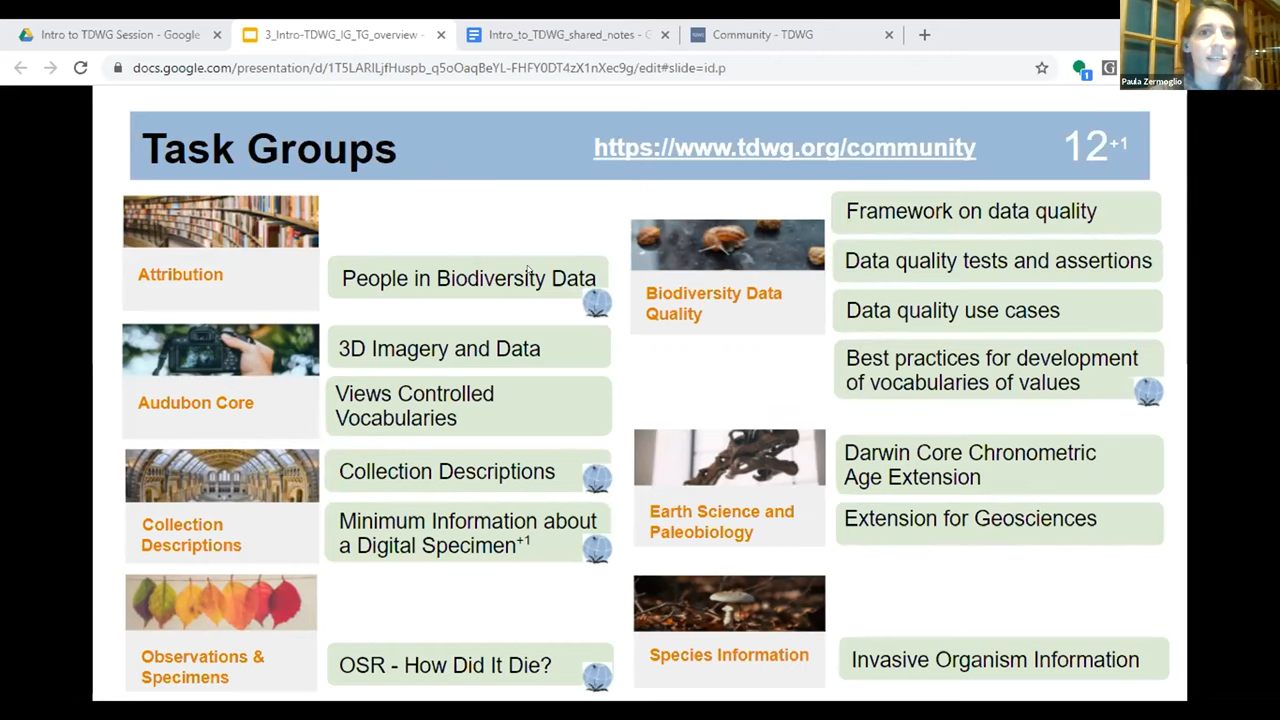 Intro to TDWG Session - Google
3_Intro-TDWG_IG_TG_overview -
Intro_to_TDWG_shared_notes - G
Community - TDWG
docs.google.com/presentation/d/1T5LARlLjfHuspb_q5oOaqBeYL-FHFY0DT4zX1nXec9g/edit#slide=id.p
1
G
Paula Zermoglio
Task Groups
https://www.tdwg.org/community
12+1
Attribution
People in Biodiversity Data
Audubon Core
3D Imagery and Data
Views Controlled
Vocabularies
Collection
Descriptions
Collection Descriptions
Minimum Information about
a Digital Specimen+1
Observations &
Specimens
OSR - How Did It Die?
Biodiversity Data
Quality
Framework on data quality
Data quality tests and assertions
Data quality use cases
Best practices for development
of vocabularies of values
Earth Science and
Paleobiology
Darwin Core Chronometric
Age Extension
Extension for Geosciences
Species Information
Invasive Organism Information